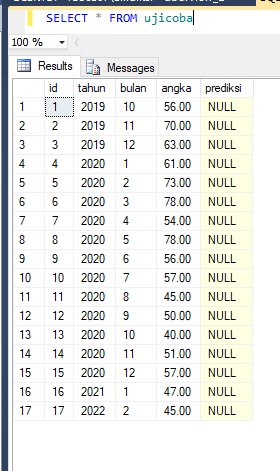 SELECT * FROM ujicoba
100 %
Results Messages
id tahun bulan angka prediksi
1 1 2019 10 56.00 NULL
2 2 2019 11 70.00 NULL
3 3 2019 12 63.00 NULL
4 4 2020 1 61.00 NULL
5 5 2020 2 73.00 NULL
6 6 2020 3 78.00 NULL
7 7 2020 4 54.00 NULL
8 8 2020 5 78.00 NULL
9 9 2020 6 56.00 NULL
10 10 2020 7 57.00 NULL
11 11 2020 8 45.00 NULL
12 12 2020 9 50.00 NULL
13 13 2020 10 40.00 NULL
14 14 2020 11 51.00 NULL
15 15 2020 12 57.00 NULL
16 16 2021 1 47.00 NULL
17 17 2022 2 45.00 NULL